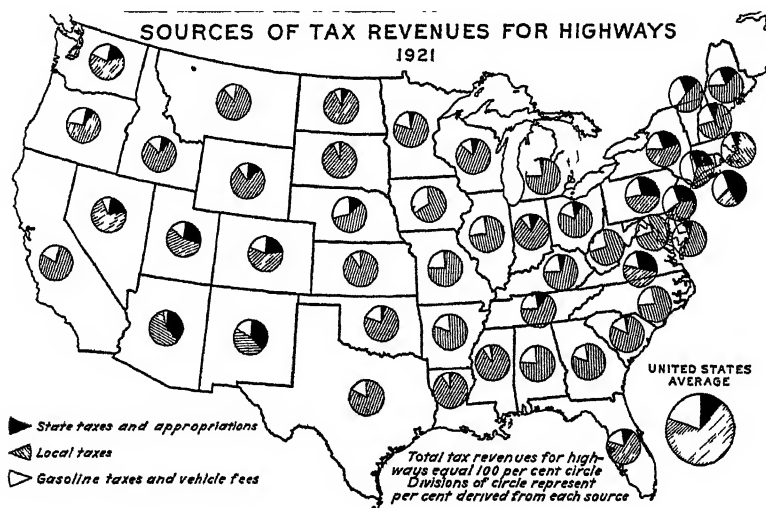 SOURCES OF TAX REVENUES FOR HIGHWAYS
1921
UNITED STATES
AVERAGE
State taxes and appropriations
Local taxes
Gasoline taxes and vehicle fees
Total tax revenues for high-
ways equal 100 per cent circle
Divisions of circle represent
per cent derived from each source